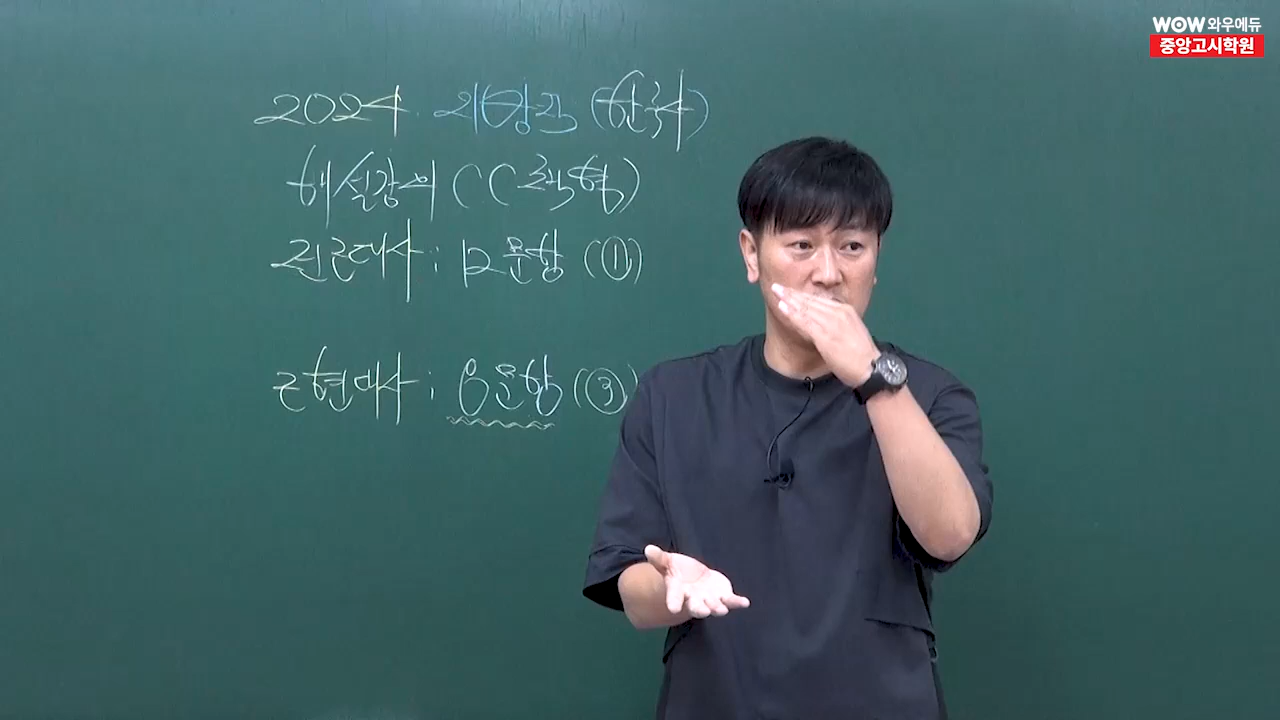 WOW 와우에듀
중앙고시학원
2024. 지방직 (한국사)
해설강의 (C책형)
전근대사 : 12문항 (①)
근현대사 : 8문항 (③)